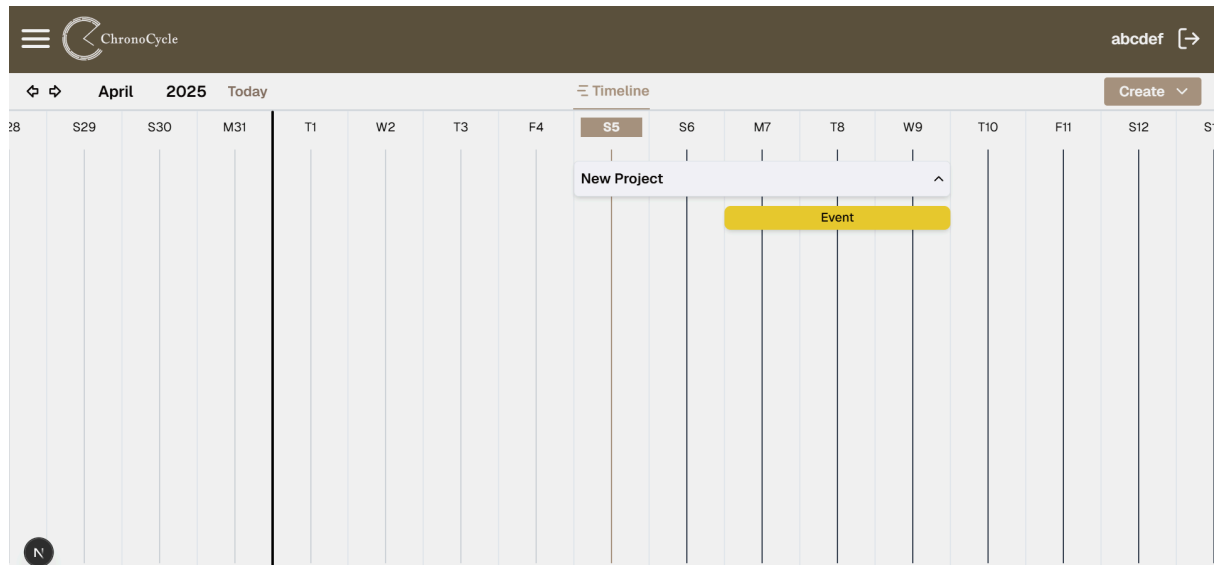 ChronoCycle abcdef
April 2025 Today Timeline Create
28 S29 S30 M31 T1 W2 T3 F4 S5 S6 M7 T8 W9 T10 F11 S12
New Project
Event
N